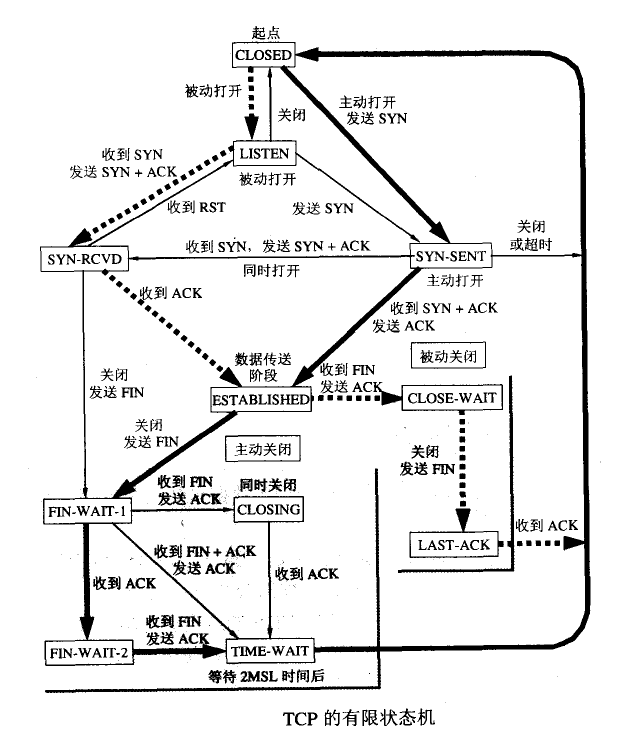 起点
CLOSED
被动打开
关闭
主动打开
发送 SYN
收到 SYN
发送 SYN + ACK
LISTEN
被动打开
收到 RST
发送 SYN
关闭
或超时
SYN-RCVD
收到 SYN，发送 SYN + ACK
同时打开
SYN-SENT
主动打开
收到 ACK
收到 SYN + ACK
发送 ACK
数据传送
阶段
收到 FIN
发送 ACK
被动关闭
关闭
发送 FIN
ESTABLISHED
CLOSE-WAIT
关闭
发送 FIN
主动关闭
关闭
发送 FIN
收到 FIN
发送 ACK
同时关闭
FIN-WAIT-1
CLOSING
收到 FIN + ACK
发送 ACK
LAST-ACK
收到 ACK
收到 ACK
收到 ACK
收到 FIN
发送 ACK
FIN-WAIT-2
TIME-WAIT
等待 2MSL 时间后
TCP 的有限状态机